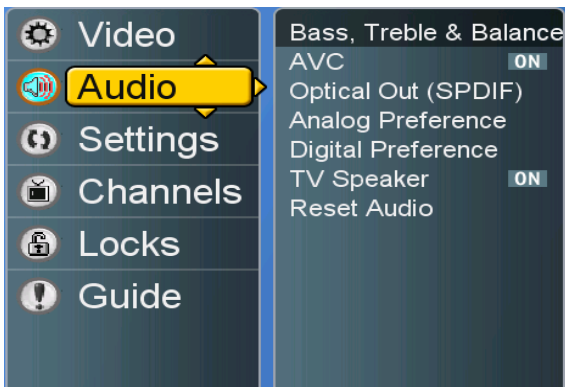 Video
Audio
Settings
Channels
Locks
Guide
Bass, Treble & Balance
AVC ON
Optical Out (SPDIF)
Analog Preference
Digital Preference
TV Speaker ON
Reset Audio